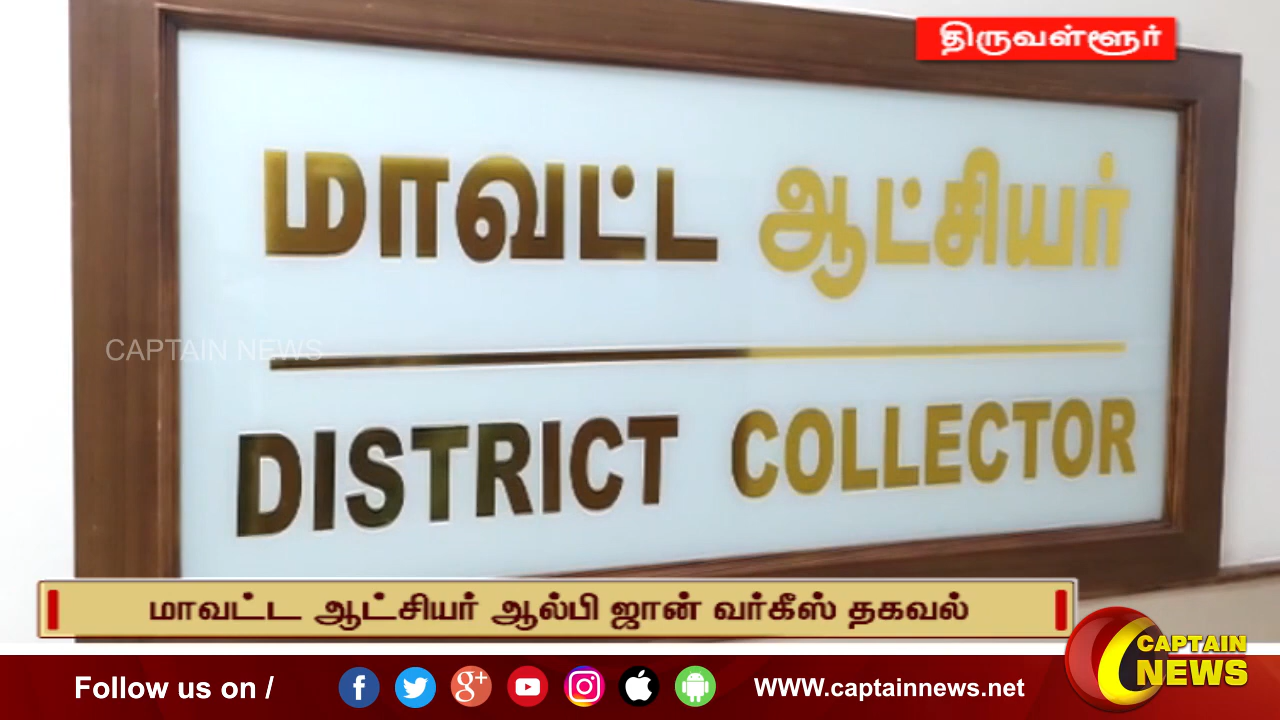 திருவள்ளூர்
மாவட்ட ஆட்சியர்
CAPTAIN NEWS
DISTRICT COLLECTOR
மாவட்ட ஆட்சியர் ஆல்பி ஜான் வர்கீஸ் தகவல்
CAPTAIN
NEWS
Follow us on / www.captainnews.net